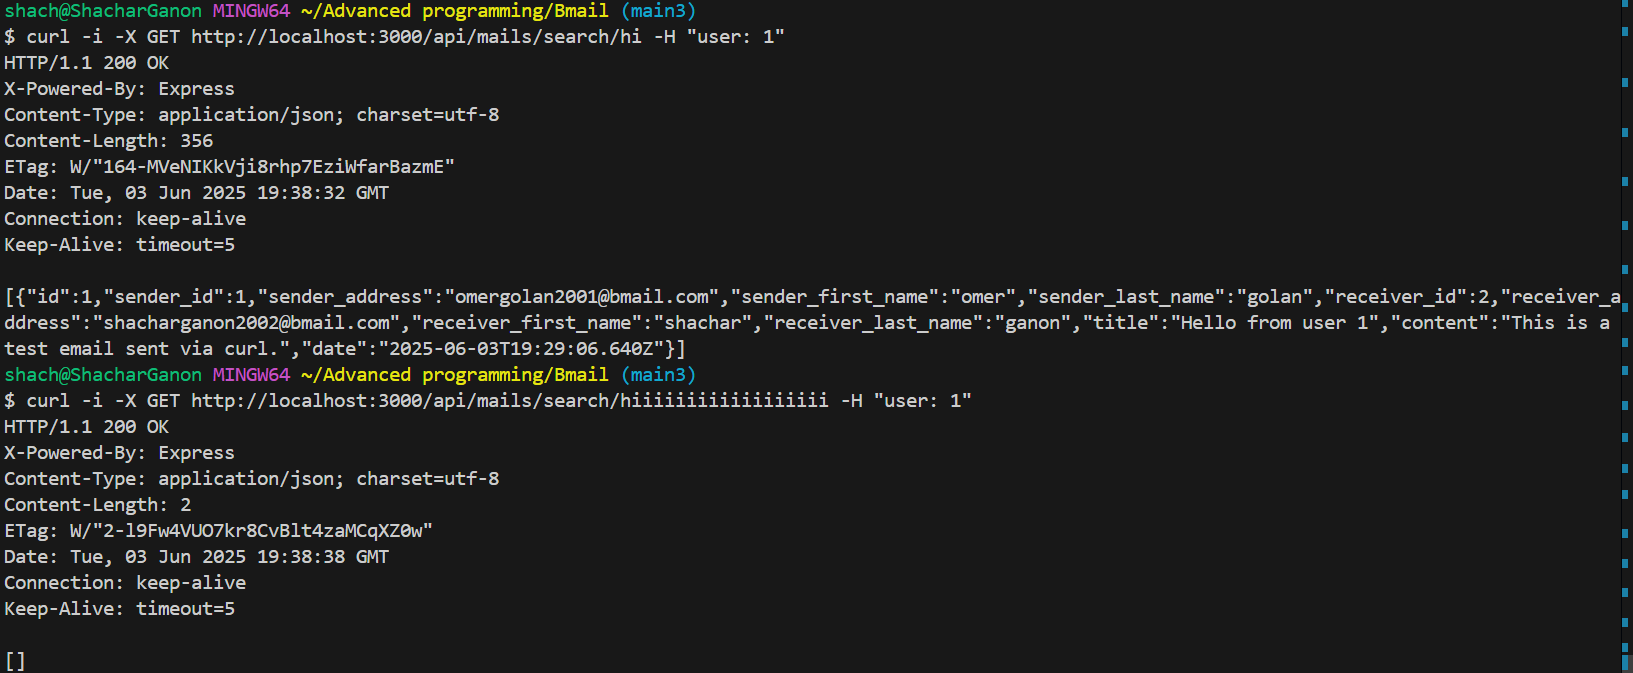 shach@ShacharGanon MINGW64 ~/Advanced programming/Bmail (main3)
$ curl -i -X GET http://localhost:3000/api/mails/search/hi -H "user: 1"
HTTP/1.1 200 OK
X-Powered-By: Express
Content-Type: application/json; charset=utf-8
Content-Length: 356
ETag: W/"164-MVeNIKkVji8rhp7EziWfarBazmE"
Date: Tue, 03 Jun 2025 19:38:32 GMT
Connection: keep-alive
Keep-Alive: timeout=5
[{"id":1,"sender_id":1,"sender_address":"omergolan2001@bmail.com","sender_first_name":"omer","sender_last_name":"golan","receiver_id":2,"receiver_a
ddress":"shacharganon2002@bmail.com","receiver_first_name":"shachar","receiver_last_name":"ganon","title":"Hello from user 1","content":"This is a
test email sent via curl.","date":"2025-06-03T19:29:06.640Z"}]
shach@ShacharGanon MINGW64 ~/Advanced programming/Bmail (main3)
$ curl -i -X GET http://localhost:3000/api/mails/search/hiiiiiiiiiiiiiiiiii -H "user: 1"
HTTP/1.1 200 OK
X-Powered-By: Express
Content-Type: application/json; charset=utf-8
Content-Length: 2
ETag: W/"2-l9Fw4VUO7kr8CvBlt4zaMCqXZ0w"
Date: Tue, 03 Jun 2025 19:38:38 GMT
Connection: keep-alive
Keep-Alive: timeout=5
[]